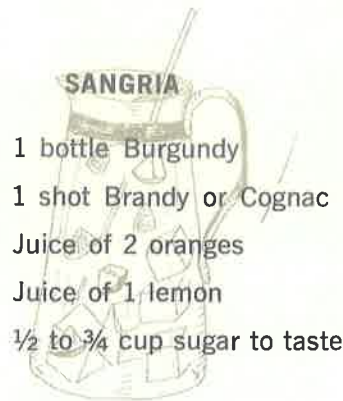 SANGRIA
1 bottle Burgundy
1 shot Brandy or Cognac
Juice of 2 oranges
Juice of 1 lemon
½ to ¾ cup sugar to taste